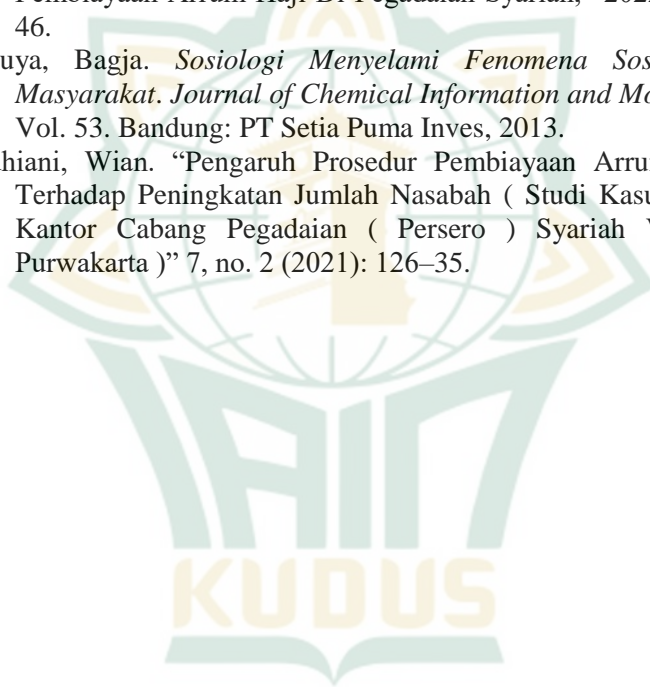 Pembiayaan Arrum Haji Di Pegadaian Syariah,”
46.
uya, Bagja. Sosiologi Menyelami Fenomena Sos
Masyarakat. Journal of Chemical Information and Mo
Vol. 53. Bandung: PT Setia Puma Inves, 2013.
hiani, Wian. “Pengaruh Prosedur Pembiayaan Arru
Terhadap Peningkatan Jumlah Nasabah ( Studi Kasu
Kantor Cabang Pegadaian ( Persero ) Syariah
Purwakarta )” 7, no. 2 (2021): 126–35.
IAIN
KUDUS